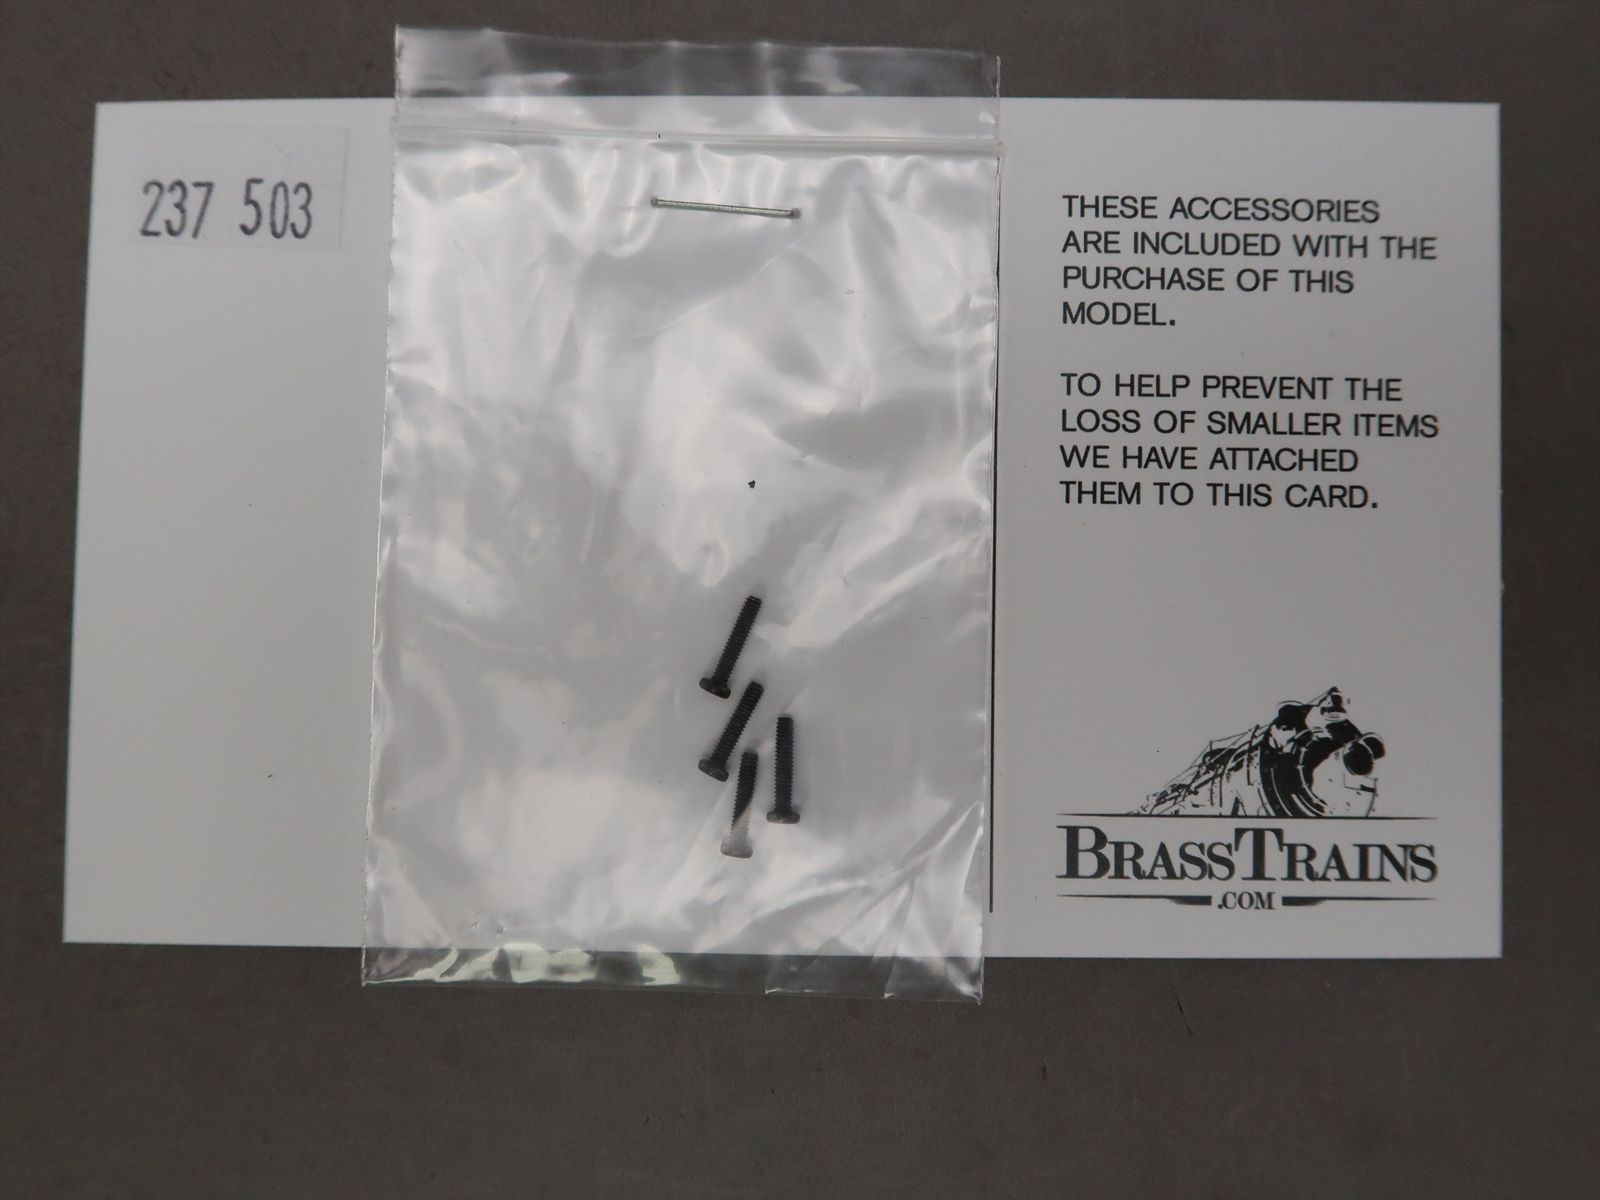 237 503
THESE ACCESSORIES
ARE INCLUDED WITH THE
PURCHASE OF THIS
MODEL.
TO HELP PREVENT THE
LOSS OF SMALLER ITEMS
WE HAVE ATTACHED
THEM TO THIS CARD.
BRASSTRAINS
.COM